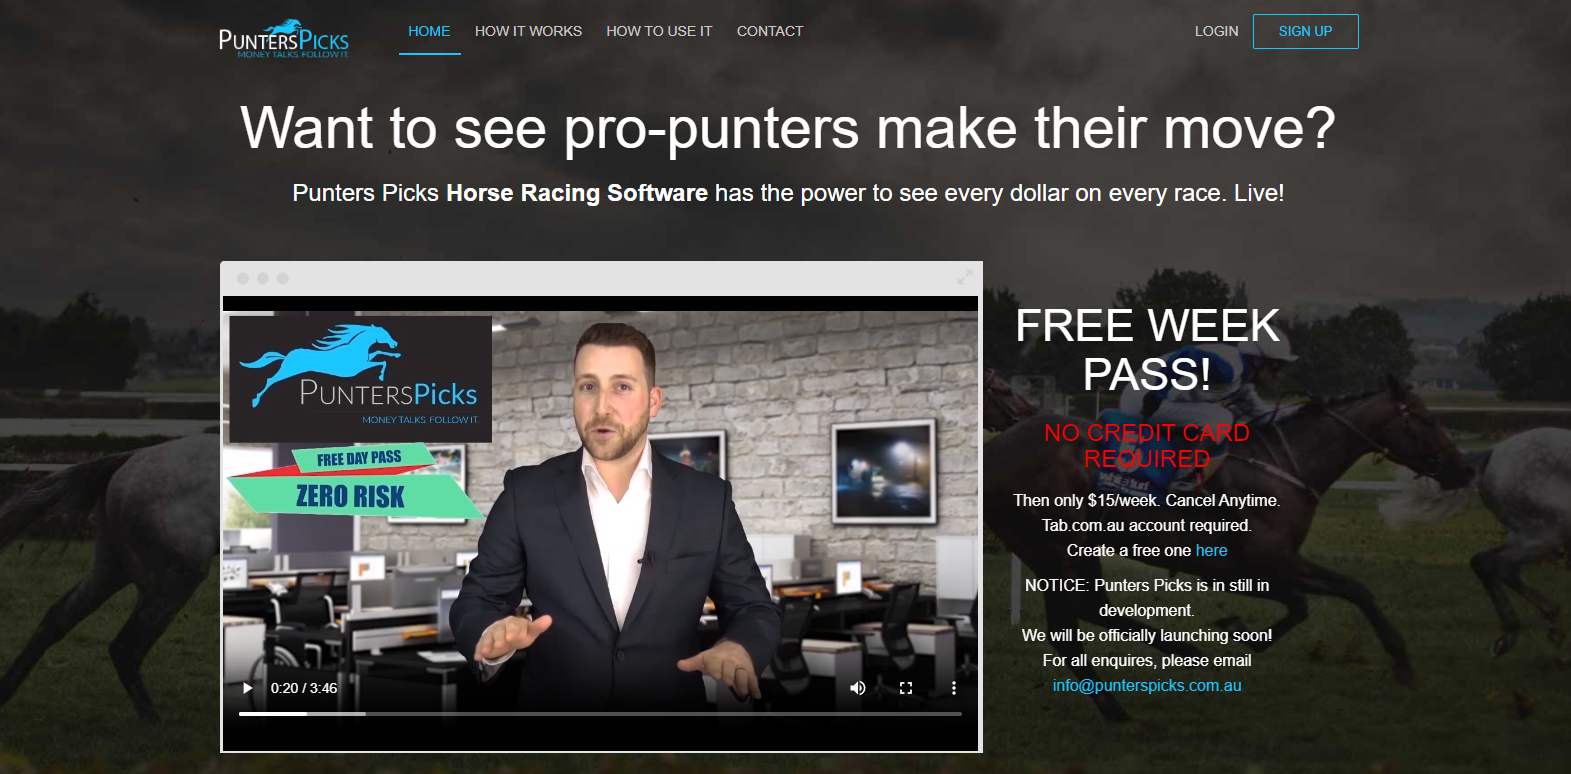 PUNTERSPICKS
MONEY TALKS. FOLLOW IT.
HOME
HOW IT WORKS
HOW TO USE IT
CONTACT
LOGIN
SIGN UP
Want to see pro-punters make their move?
Punters Picks Horse Racing Software has the power to see every dollar on every race. Live!
PUNTERSPicks
MONEY TALKS. FOLLOW IT.
FREE DAY PASS
ZERO RISK
0:20 / 3:46
FREE WEEK
PASS!
NO CREDIT CARD
REQUIRED
Then only $15/week. Cancel Anytime.
Tab.com.au account required.
Create a free one here
NOTICE: Punters Picks is in still in
development.
We will be officially launching soon!
For all enquires, please email
info@punterspicks.com.au